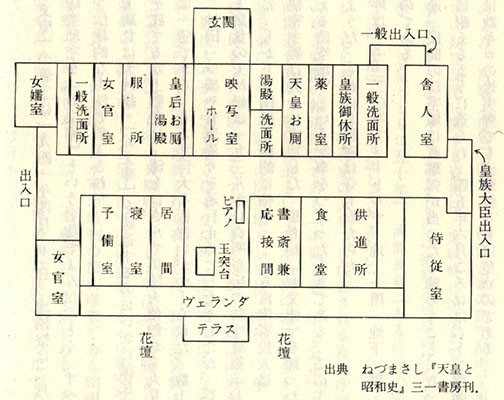 玄関
一般出入口
女嬬室
一般洗面所
女官室
服所
皇后お厠
湯殿
映写室
ホール
湯殿
洗面所
天皇お厠
薬室
皇族御休所
一般洗面所
舎人室
出入口
皇族大臣出入口
女官室
予備室
寝室
居間
ピアノ
玉突台
書斎兼
応接間
食堂
供進所
侍従室
ヴェランダ
テラス
花壇
花壇
出典 ねづまさし『天皇と
昭和史』三一書房刊.